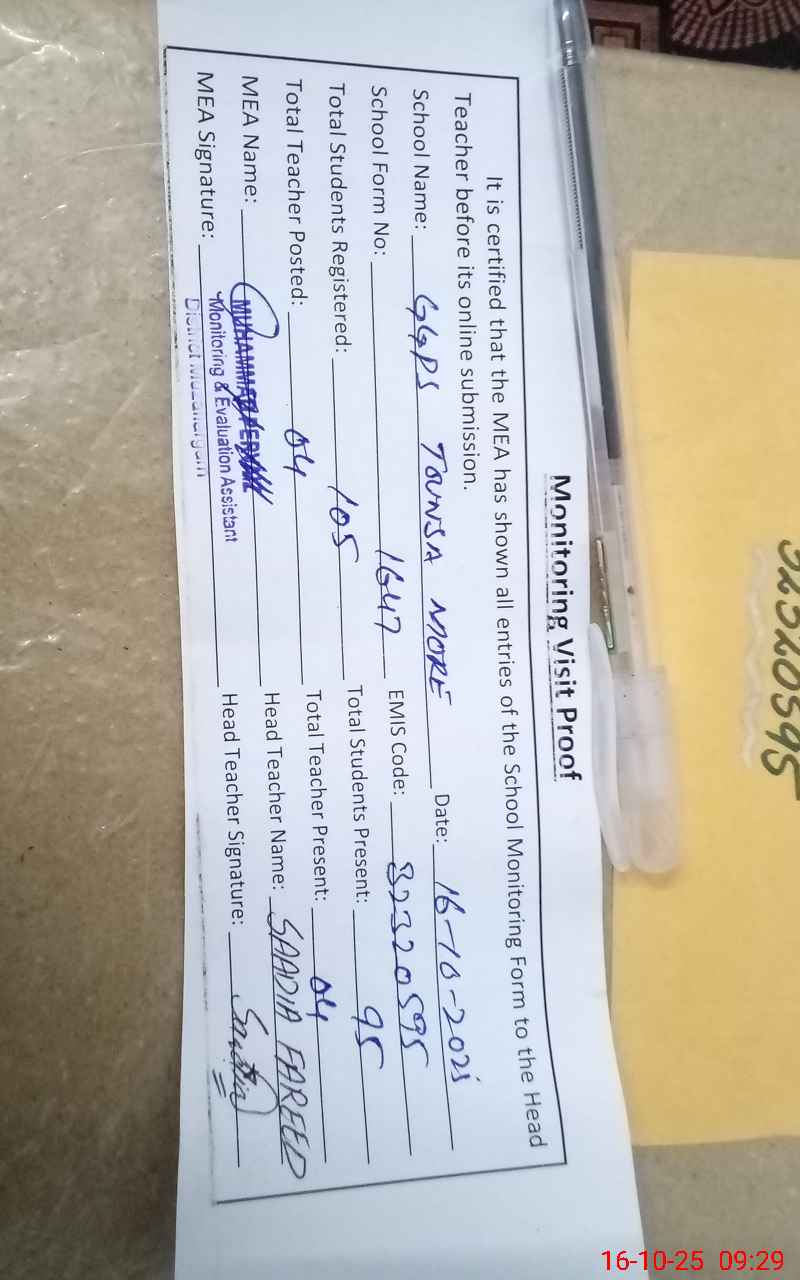 Monitoring Visit Proof
It is certified that the MEA has shown all entries of the School Monitoring Form to the Head
Teacher before its online submission.
School Name: GGPS TOUNSA MORE Date: 16-10-2025
School Form No: 1647 EMIS Code: 32320595
Total Students Registered: 105 Total Students Present: 95
Total Teacher Posted: 04 Total Teacher Present: 04
MEA Name: MUHAMMAD Head Teacher Name: SAADIA FAREED
MEA Signature: Head Teacher Signature: Saadia
Monitoring & Evaluation Assistant
District Muzaffargarh
32320595
16-10-25 09:29